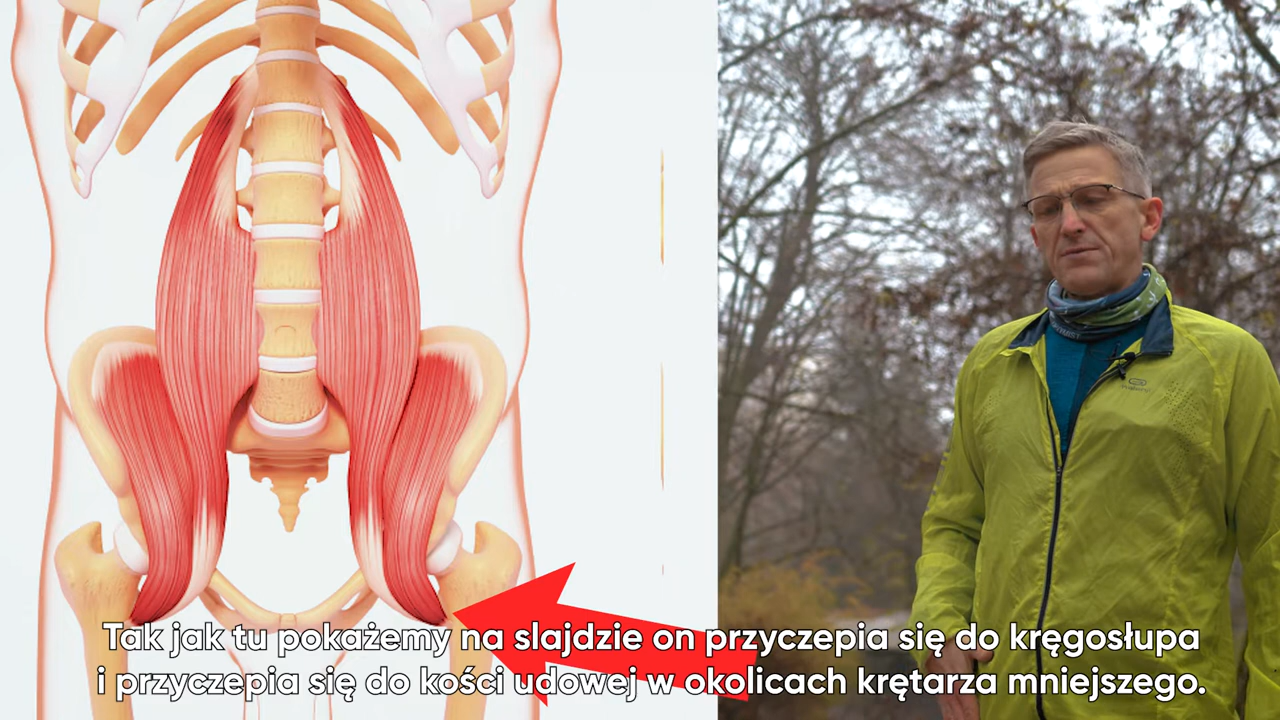 Tak jak tu pokażemy na slajdzie on przyczepia się do kręgosłupa
i przyczepia się do kości udowej w okolicach krętarza mniejszego.